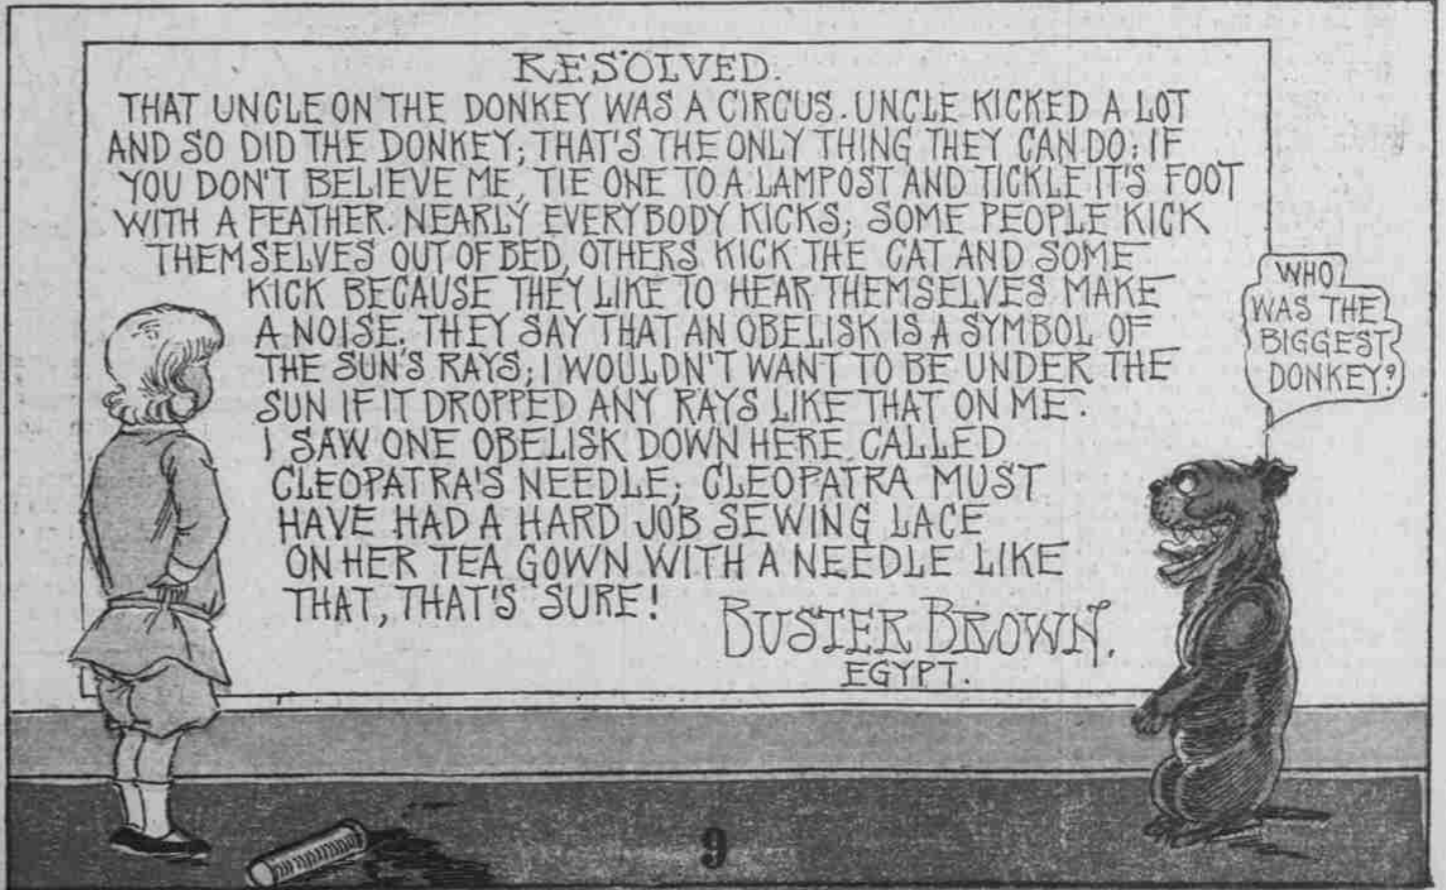 RESOLVED.
THAT UNCLE ON THE DONKEY WAS A CIRCUS. UNCLE KICKED A LOT
AND SO DID THE DONKEY; THAT'S THE ONLY THING THEY CAN DO: IF
YOU DON'T BELIEVE ME, TIE ONE TO A LAMPOST AND TICKLE IT'S FOOT
WITH A FEATHER. NEARLY EVERYBODY KICKS; SOME PEOPLE KICK
THEMSELVES OUT OF BED, OTHERS KICK THE CAT AND SOME
KICK BECAUSE THEY LIKE TO HEAR THEMSELVES MAKE
A NOISE. THEY SAY THAT AN OBELISK IS A SYMBOL OF
THE SUN'S RAYS; I WOULDN'T WANT TO BE UNDER THE
SUN IF IT DROPPED ANY RAYS LIKE THAT ON ME.
I SAW ONE OBELISK DOWN HERE CALLED
CLEOPATRA'S NEEDLE; CLEOPATRA MUST
HAVE HAD A HARD JOB SEWING LACE
ON HER TEA GOWN WITH A NEEDLE LIKE
THAT, THAT'S SURE!
BUSTER BROWN.
EGYPT.
WHO
WAS THE
BIGGEST
DONKEY?
9